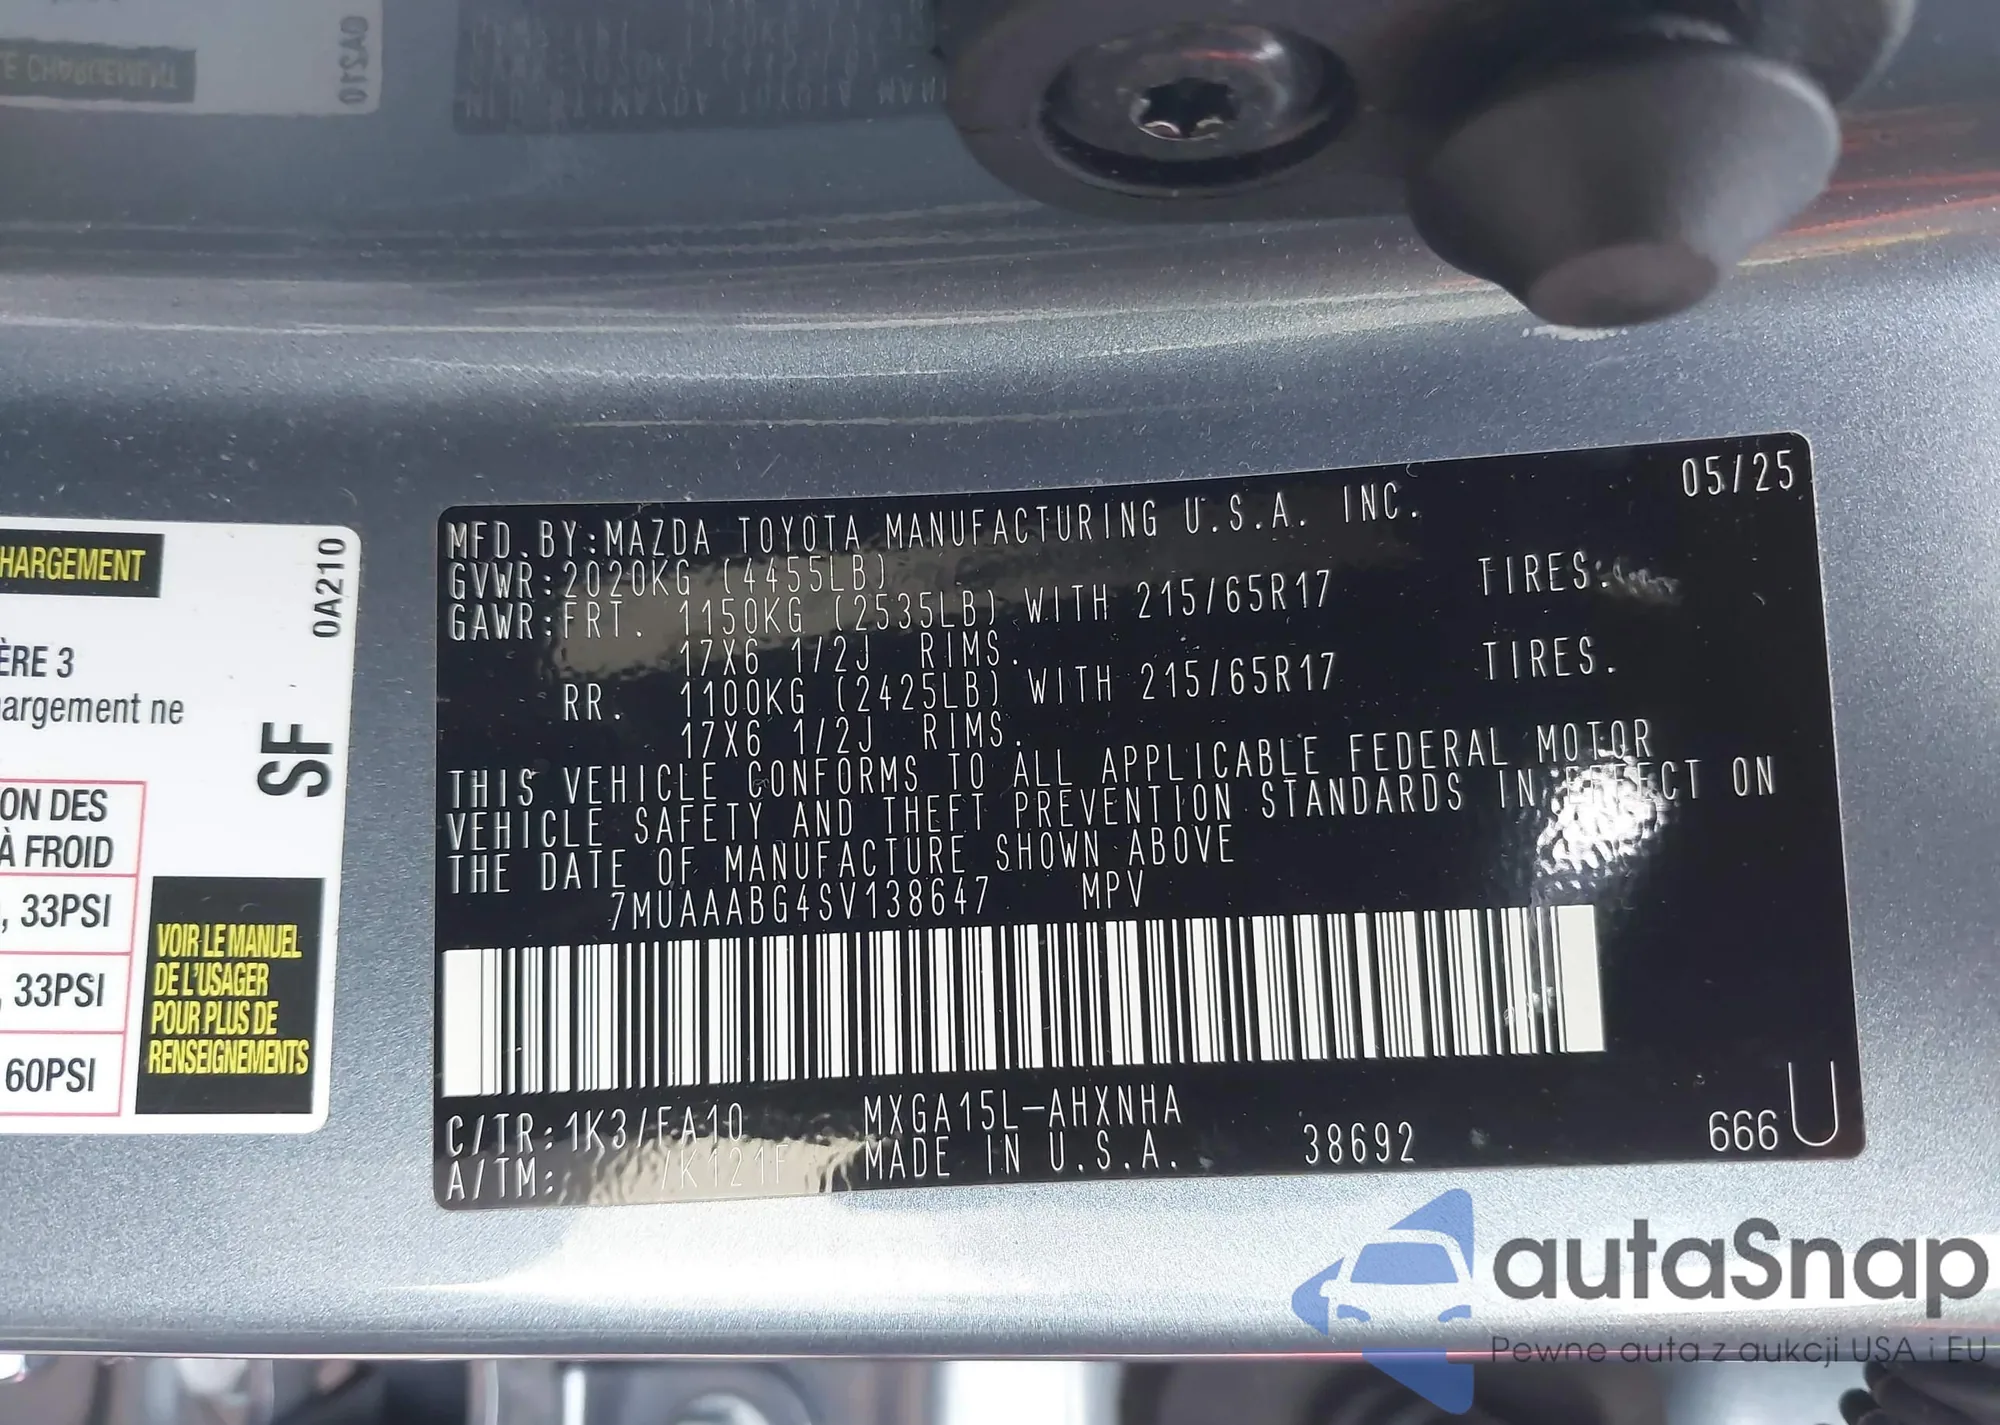 HARGEMENT
0A210
ÈRE 3
argement ne
SF
ON DES
À FROID
, 33PSI
, 33PSI
60PSI
VOIR LE MANUEL
DE L'USAGER
POUR PLUS DE
RENSEIGNEMENTS
05/25
MFD.BY:MAZDA TOYOTA MANUFACTURING U.S.A. INC.
GVWR:2020KG (4455LB)
GAWR:FRT. 1150KG (2535LB) WITH 215/65R17 TIRES.
17X6 1/2J RIMS.
RR. 1100KG (2425LB) WITH 215/65R17 TIRES.
17X6 1/2J RIMS.
THIS VEHICLE CONFORMS TO ALL APPLICABLE FEDERAL MOTOR
VEHICLE SAFETY AND THEFT PREVENTION STANDARDS IN EFFECT ON
THE DATE OF MANUFACTURE SHOWN ABOVE
7MUAAABG4SV138647 MPV
C/TR:1K3/FA10 MXGA15L-AHXNHA
A/TM: /K121F MADE IN U.S.A. 38692 666 U
autaSnap
Pewne auta z aukcji USA i EU